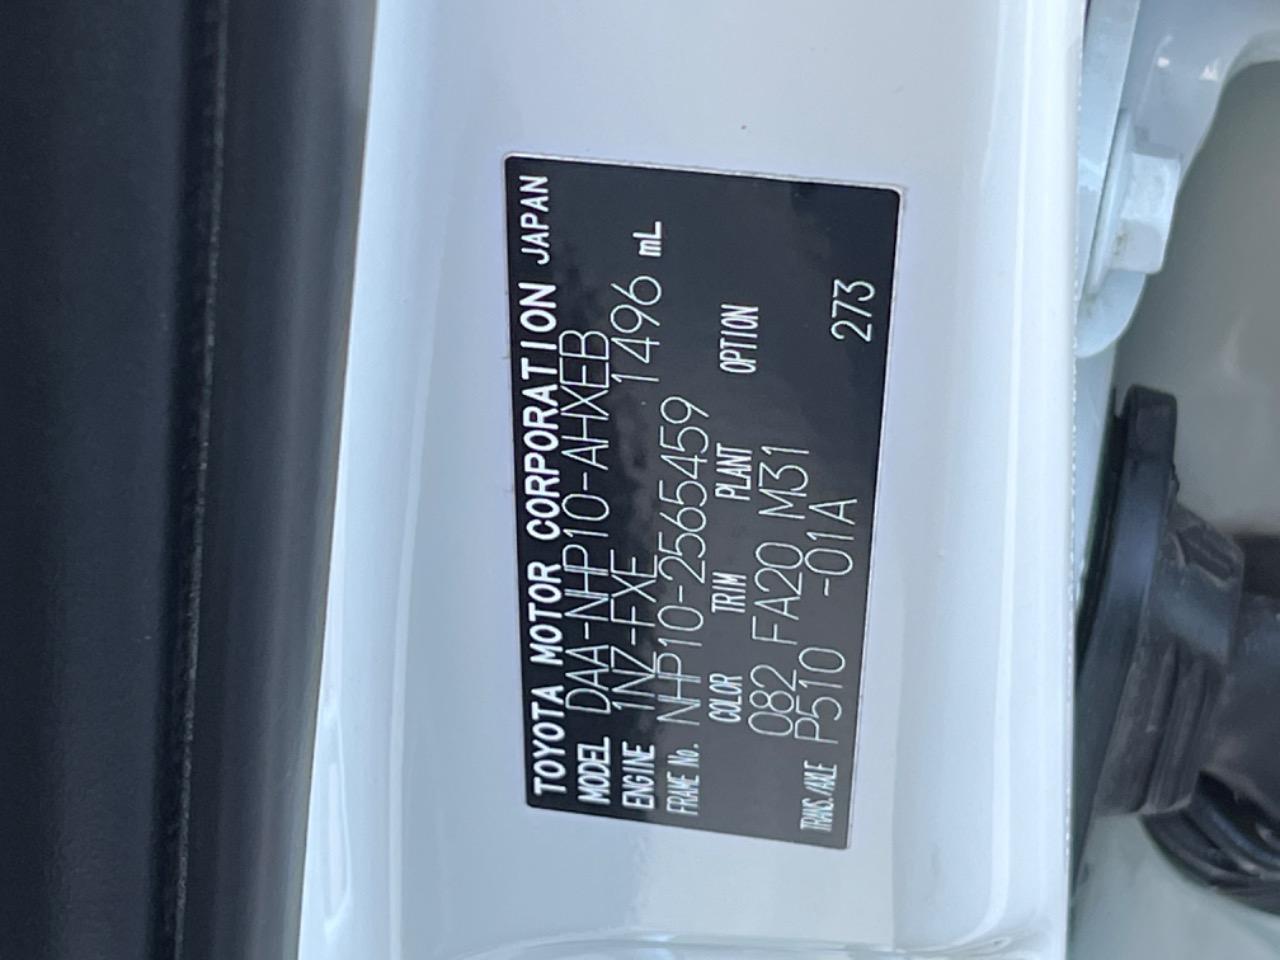 TOYOTA MOTOR CORPORATION JAPAN
MODEL DAA-NHP10-AHXEB
ENGINE 1NZ-FXE 1496 mL
FRAME No. NHP10-2565459
COLOR TRIM PLANT OPTION
082 FA20 M31
TRANS./AXLE P510 -01A 273